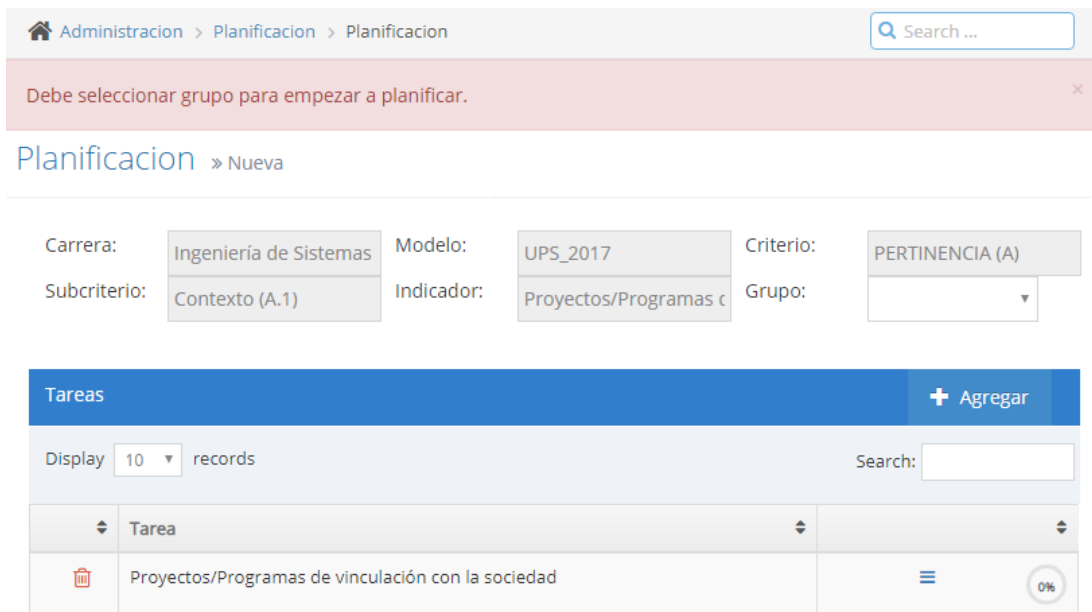 Administracion > Planificacion > Planificacion Search ...
Debe seleccionar grupo para empezar a planificar. ×
Planificacion » Nueva
Carrera: Ingeniería de Sistemas Modelo: UPS_2017 Criterio: PERTINENCIA (A)
Subcriterio: Contexto (A.1) Indicador: Proyectos/Programas Grupo:
Tareas + Agregar
Display 10 records Search:
Tarea
Proyectos/Programas de vinculación con la sociedad 0%